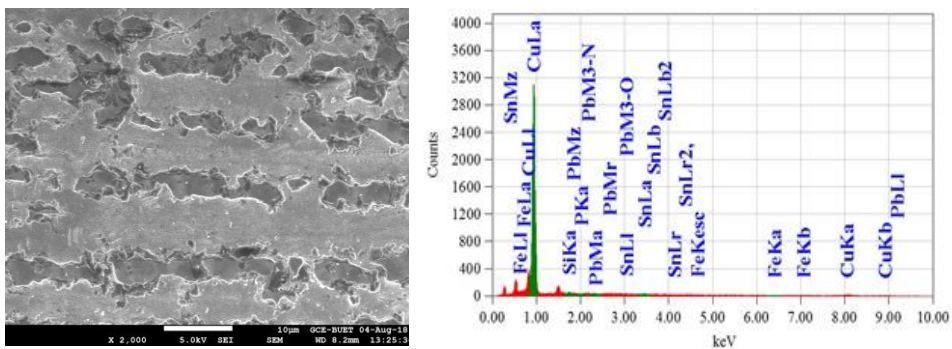 10µm GCE-BUET 04-Aug-18
X 2,000 5.0kV SEI SEM WD 8.2mm 13:25:3
4000
3600
3200
2800
2400
2000
1600
1200
800
400
0
Counts
0.00 1.00 2.00 3.00 4.00 5.00 6.00 7.00 8.00 9.00 10.00
keV
SnMz
FeLl
FeLa
CuLl
CuLa
SiKa
PbMz
PKa
PbM3-N
PbMa
PbMr
PbM3-O
SnLl
SnLa
SnLb
SnLb2
SnLr
SnLr2,
FeKesc
FeKa
FeKb
CuKa
CuKb
PbLl